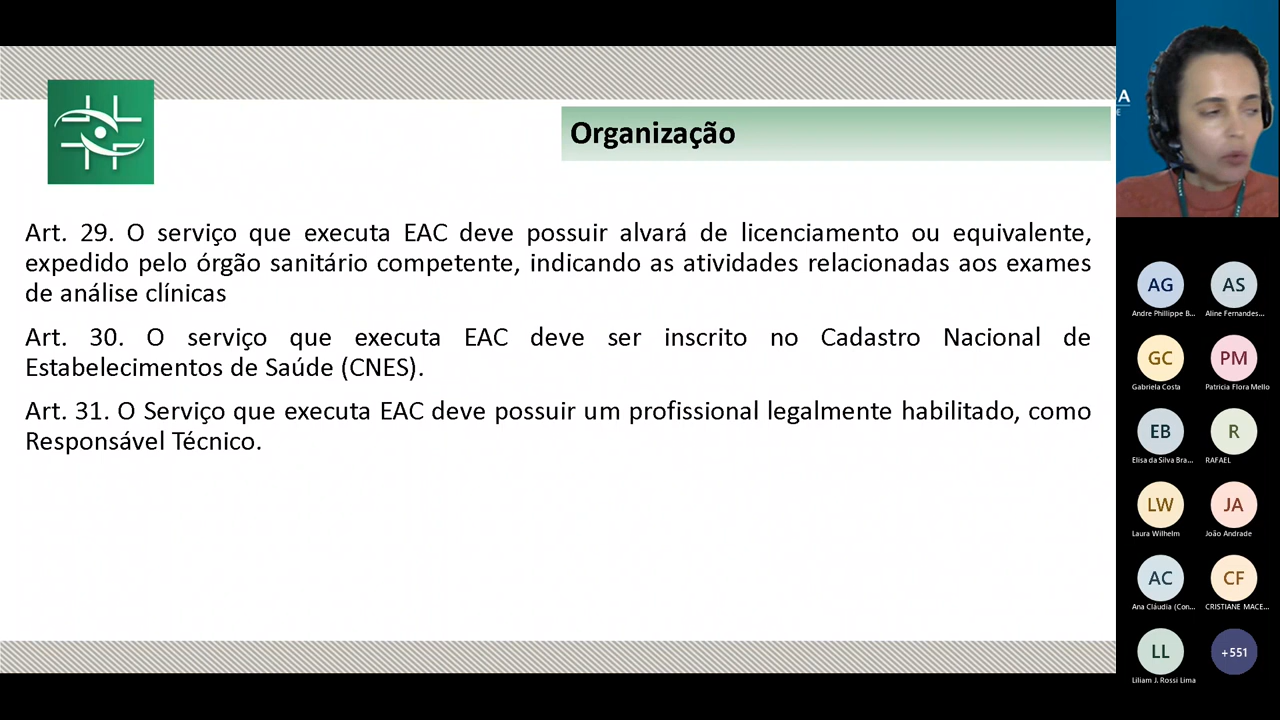 Organização
Art. 29. O serviço que executa EAC deve possuir alvará de licenciamento ou equivalente,
expedido pelo órgão sanitário competente, indicando as atividades relacionadas aos exames
de análise clínicas
Art. 30. O serviço que executa EAC deve ser inscrito no Cadastro Nacional de
Estabelecimentos de Saúde (CNES).
Art. 31. O Serviço que executa EAC deve possuir um profissional legalmente habilitado, como
Responsável Técnico.
A
E
AG
AS
Andre Phillippe B...
Aline Fernandes...
GC
PM
Gabriela Costa
Patricia Flora Mello
EB
R
Elisa da Silva Bra...
RAFAEL
LW
JA
Laura Wilhelm
João Andrade
AC
CF
Ana Cláudia (Con...
CRISTIANE MACE...
LL
+551
Liliam J. Rossi Lima